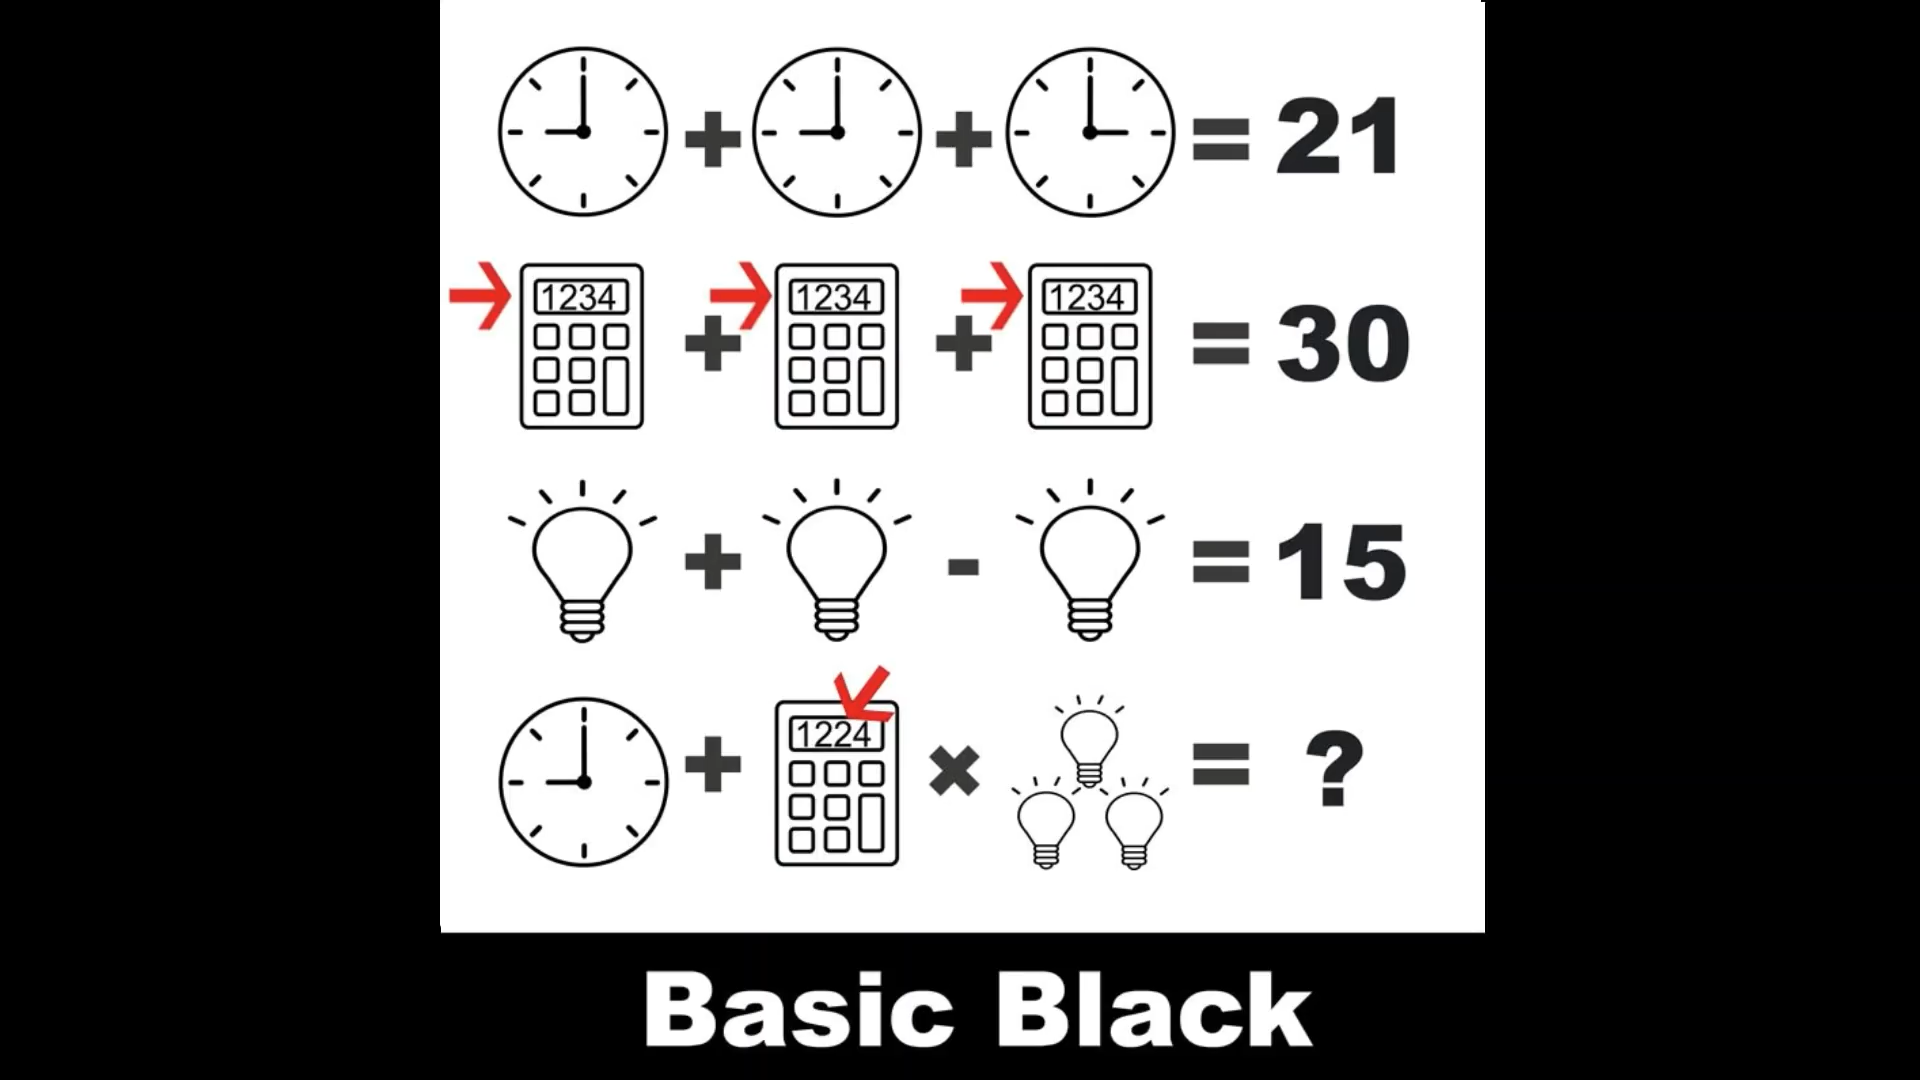 + + = 21
1234 + 1234 + 1234 = 30
+ - = 15
+ 1224 × = ?
Basic Black